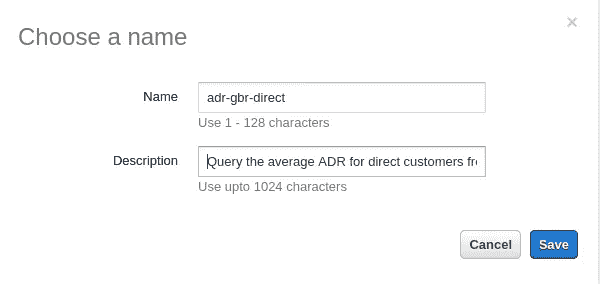 Choose a name
×
Name
adr-gbr-direct
Use 1 - 128 characters
Description
Query the average ADR for direct customers fr
Use upto 1024 characters
Cancel
Save